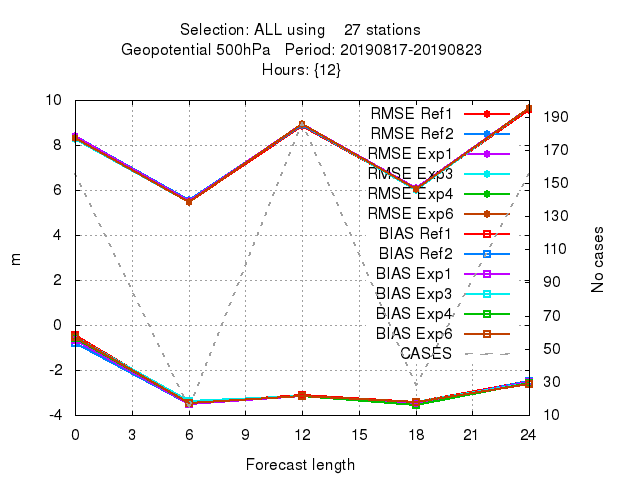 Selection: ALL using    27 stations
Geopotential 500hPa   Period: 20190817-20190823
Hours: {12}
10
8
6
4
2
0
-2
-4
m
RMSE Ref1
RMSE Ref2
RMSE Exp1
RMSE Exp3
RMSE Exp4
RMSE Exp6
BIAS Ref1
BIAS Ref2
BIAS Exp1
BIAS Exp3
BIAS Exp4
BIAS Exp6
CASES
190
170
150
130
110
90
70
50
30
10
No cases
0 3 6 9 12 15 18 21 24
Forecast length